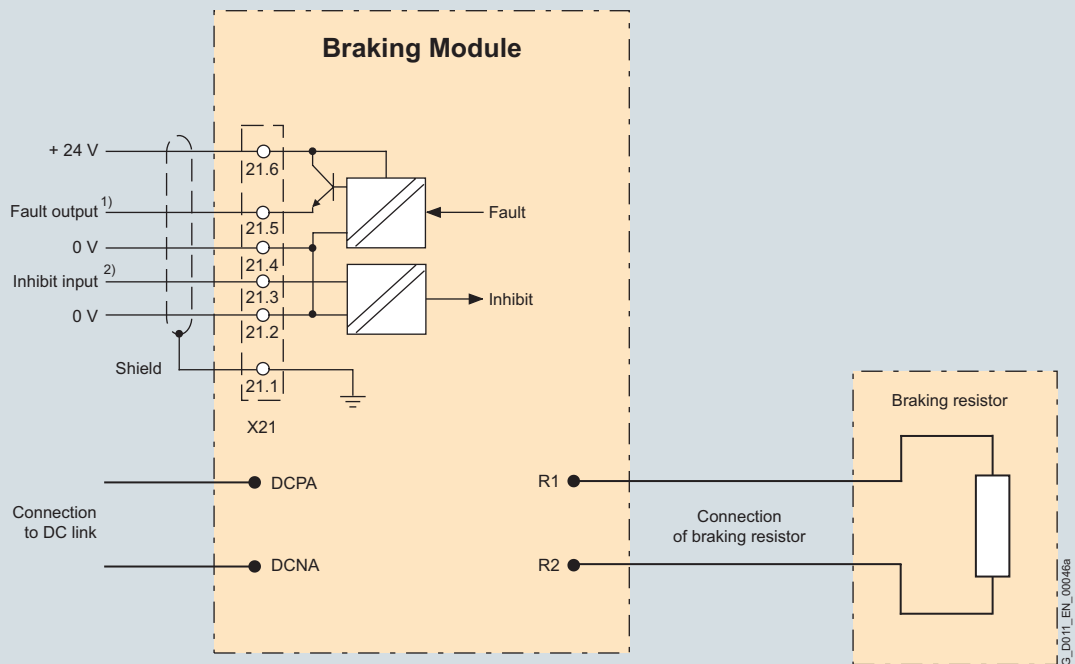 Braking Module
+ 24 V
21.6
Fault output 1)
21.5
Fault
0 V
21.4
Inhibit input 2)
21.3
Inhibit
0 V
21.2
Shield
21.1
X21
Braking resistor
DCPA
R1
Connection
to DC link
Connection
of braking resistor
DCNA
R2
G_D011_EN_00046a